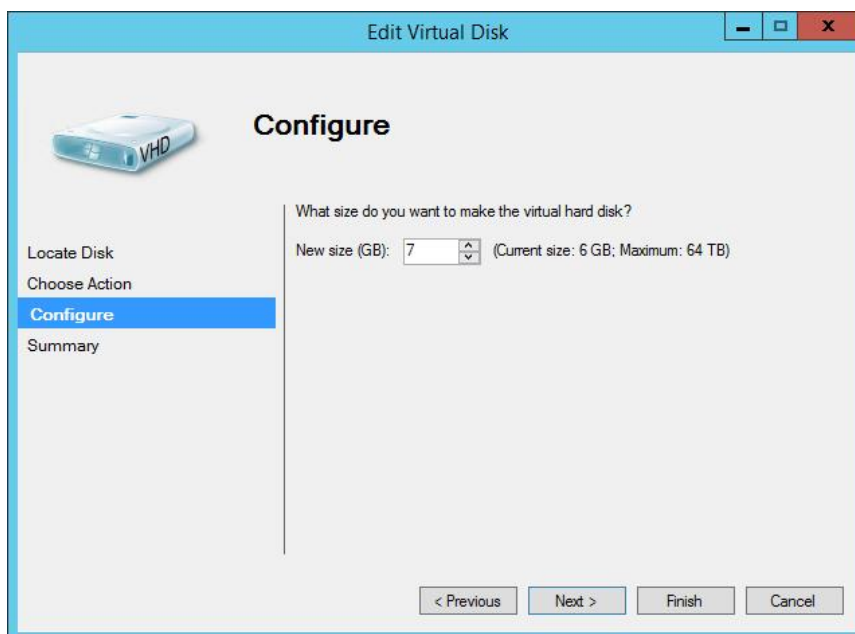 Edit Virtual Disk
VHD
Configure
What size do you want to make the virtual hard disk?
New size (GB): 7 (Current size: 6 GB; Maximum: 64 TB)
Locate Disk
Choose Action
Configure
Summary
< Previous Next > Finish Cancel